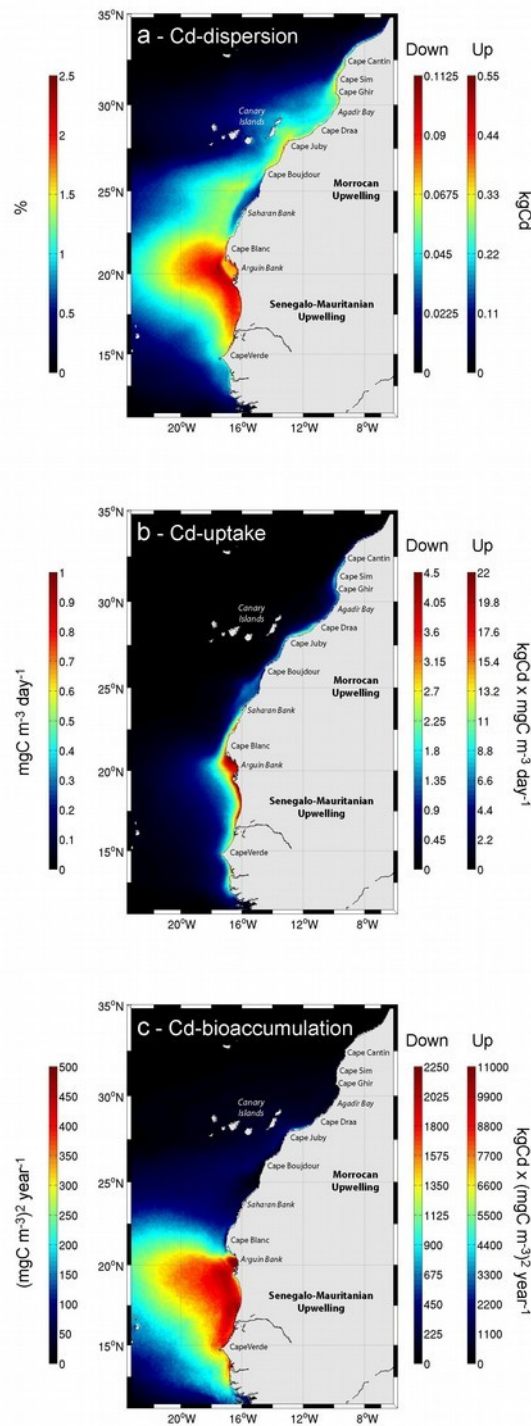 a - Cd-dispersion
Down Up
%
2.5
2
1.5
1
0.5
0
35°N
30°N
25°N
20°N
15°N
20°W 16°W 12°W 8°W
Cape Cantin
Cape Sim
Cape Ghir
Agadir Bay
Canary
Islands
Cape Draa
Cape Juby
Cape Boujdour
Morrocan
Upwelling
Saharan Bank
Cape Blanc
Arguin Bank
Senegalo-Mauritanian
Upwelling
CapeVerde
0.1125 0.55
0.09 0.44
0.0675 0.33
0.045 0.22
0.0225 0.11
0 0
kgCd
b - Cd-uptake
Down Up
mgC m-3 day-1
1
0.9
0.8
0.7
0.6
0.5
0.4
0.3
0.2
0.1
0
35°N
30°N
25°N
20°N
15°N
20°W 16°W 12°W 8°W
Cape Cantin
Cape Sim
Cape Ghir
Agadir Bay
Canary
Islands
Cape Draa
Cape Juby
Cape Boujdour
Morrocan
Upwelling
Saharan Bank
Cape Blanc
Arguin Bank
Senegalo-Mauritanian
Upwelling
CapeVerde
4.5 22
3.6 21.8
3.15 17.6
2.7 15.4
2.25 13.2
1.8 11
1.35 8.8
0.9 6.6
0.45 4.4
0 2.2
0
kgCd x mgC m-3 day-1
c - Cd-bioaccumulation
Down Up
(mgC m-3)2 year-1
500
450
400
350
300
250
200
150
100
50
0
35°N
30°N
25°N
20°N
15°N
20°W 16°W 12°W 8°W
Cape Cantin
Cape Sim
Cape Ghir
Agadir Bay
Canary
Islands
Cape Draa
Cape Juby
Cape Boujdour
Morrocan
Upwelling
Saharan Bank
Cape Blanc
Arguin Bank
Senegalo-Mauritanian
Upwelling
CapeVerde
2250 11000
2025 9900
1800 8700
1575 7700
1350 6600
1125 5500
900 4400
675 3300
450 2200
225 1100
0 0
kgCd x (mgC m-3)2 year-1